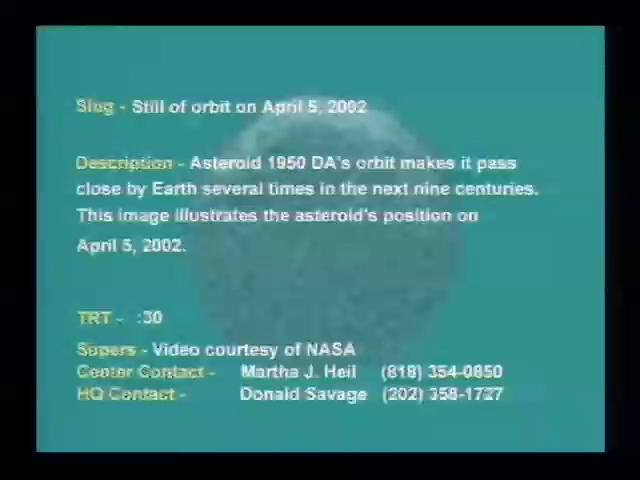 Slug - Still of orbit on April 5, 2002
Description - Asteroid 1950 DA's orbit makes it pass
close by Earth several times in the next nine centuries.
This image illustrates the asteroid's position on
April 5, 2002.
TRT - :30
Supers - Video courtesy of NASA
Center Contact - Martha J. Heil (818) 354-0850
HQ Contact - Donald Savage (202) 358-1727